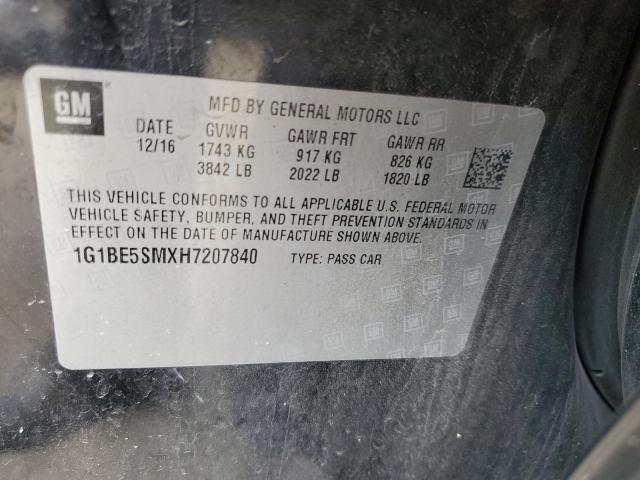 GM
MFD BY GENERAL MOTORS LLC
DATE GVWR GAWR FRT GAWR RR
12/16 1743 KG 917 KG 826 KG
3842 LB 2022 LB 1820 LB
THIS VEHICLE CONFORMS TO ALL APPLICABLE U.S. FEDERAL MOTOR
VEHICLE SAFETY, BUMPER, AND THEFT PREVENTION STANDARDS IN
EFFECT ON THE DATE OF MANUFACTURE SHOWN ABOVE.
1G1BE5SMXH7207840 TYPE: PASS CAR